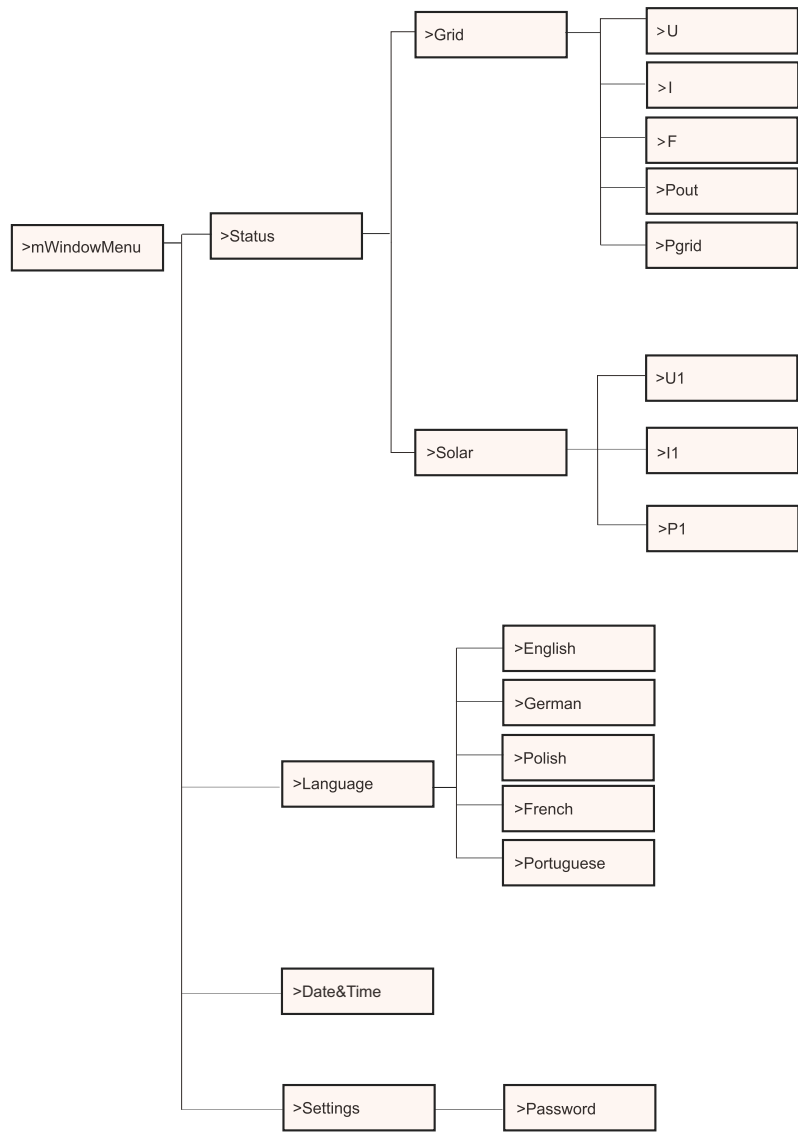 >mWindowMenu
>Status
>Grid
>U
>I
>F
>Pout
>Pgrid
>Solar
>U1
>I1
>P1
>Language
>English
>German
>Polish
>French
>Portuguese
>Date&Time
>Settings
>Password